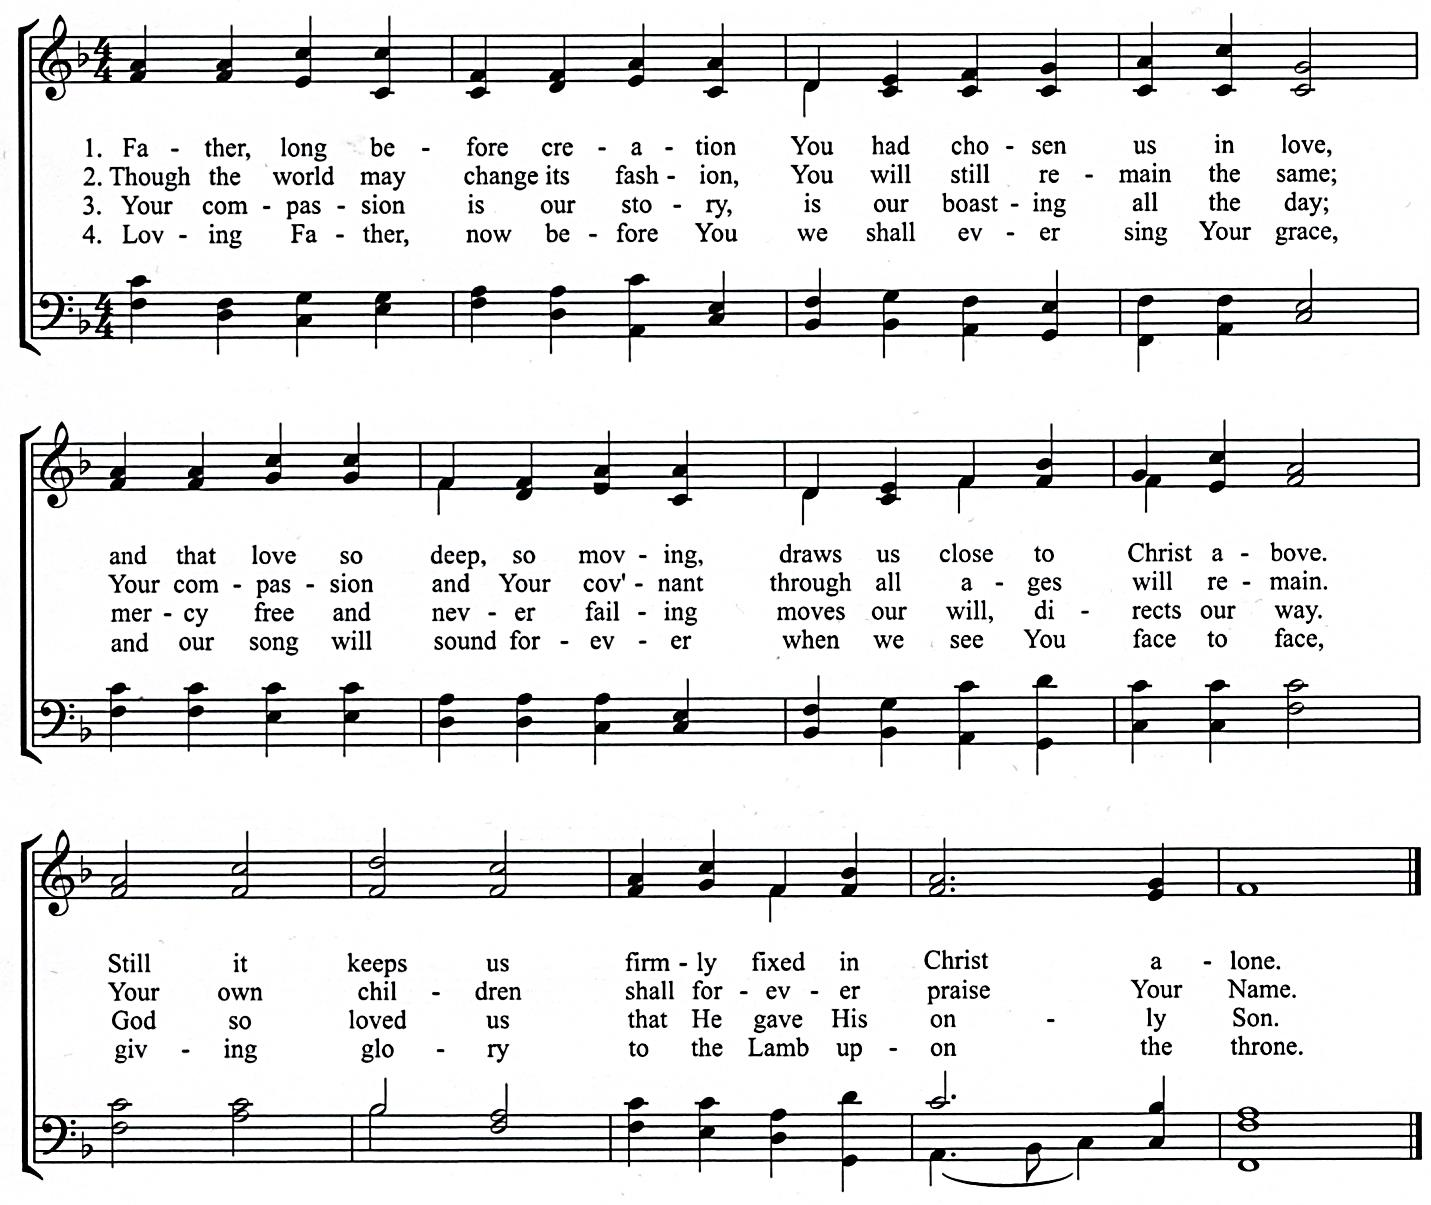 1. Fa - ther, long be - fore cre - a - tion You had cho - sen us in love,
2. Though the world may change its fash - ion, You will still re - main the same;
3. Your com - pas - sion is our sto - ry, is our boast - ing all the day;
4. Lov - ing Fa - ther, now be - fore You we shall ev - er sing Your grace,
and that love so deep, so mov - ing, draws us close to Christ a - bove.
Your com - pas - sion and Your cov' - nant through all a - ges will re - main.
mer - cy free and nev - er fail - ing moves our will, di - rects our way.
and our song will sound for - ev - er when we see You face to face,
Still it keeps us firm - ly fixed in Christ a - lone.
Your own chil - dren shall for - ev - er praise Your Name.
God so loved us that He gave His on - ly Son.
giv - ing glo - ry to the Lamb up - on the throne.